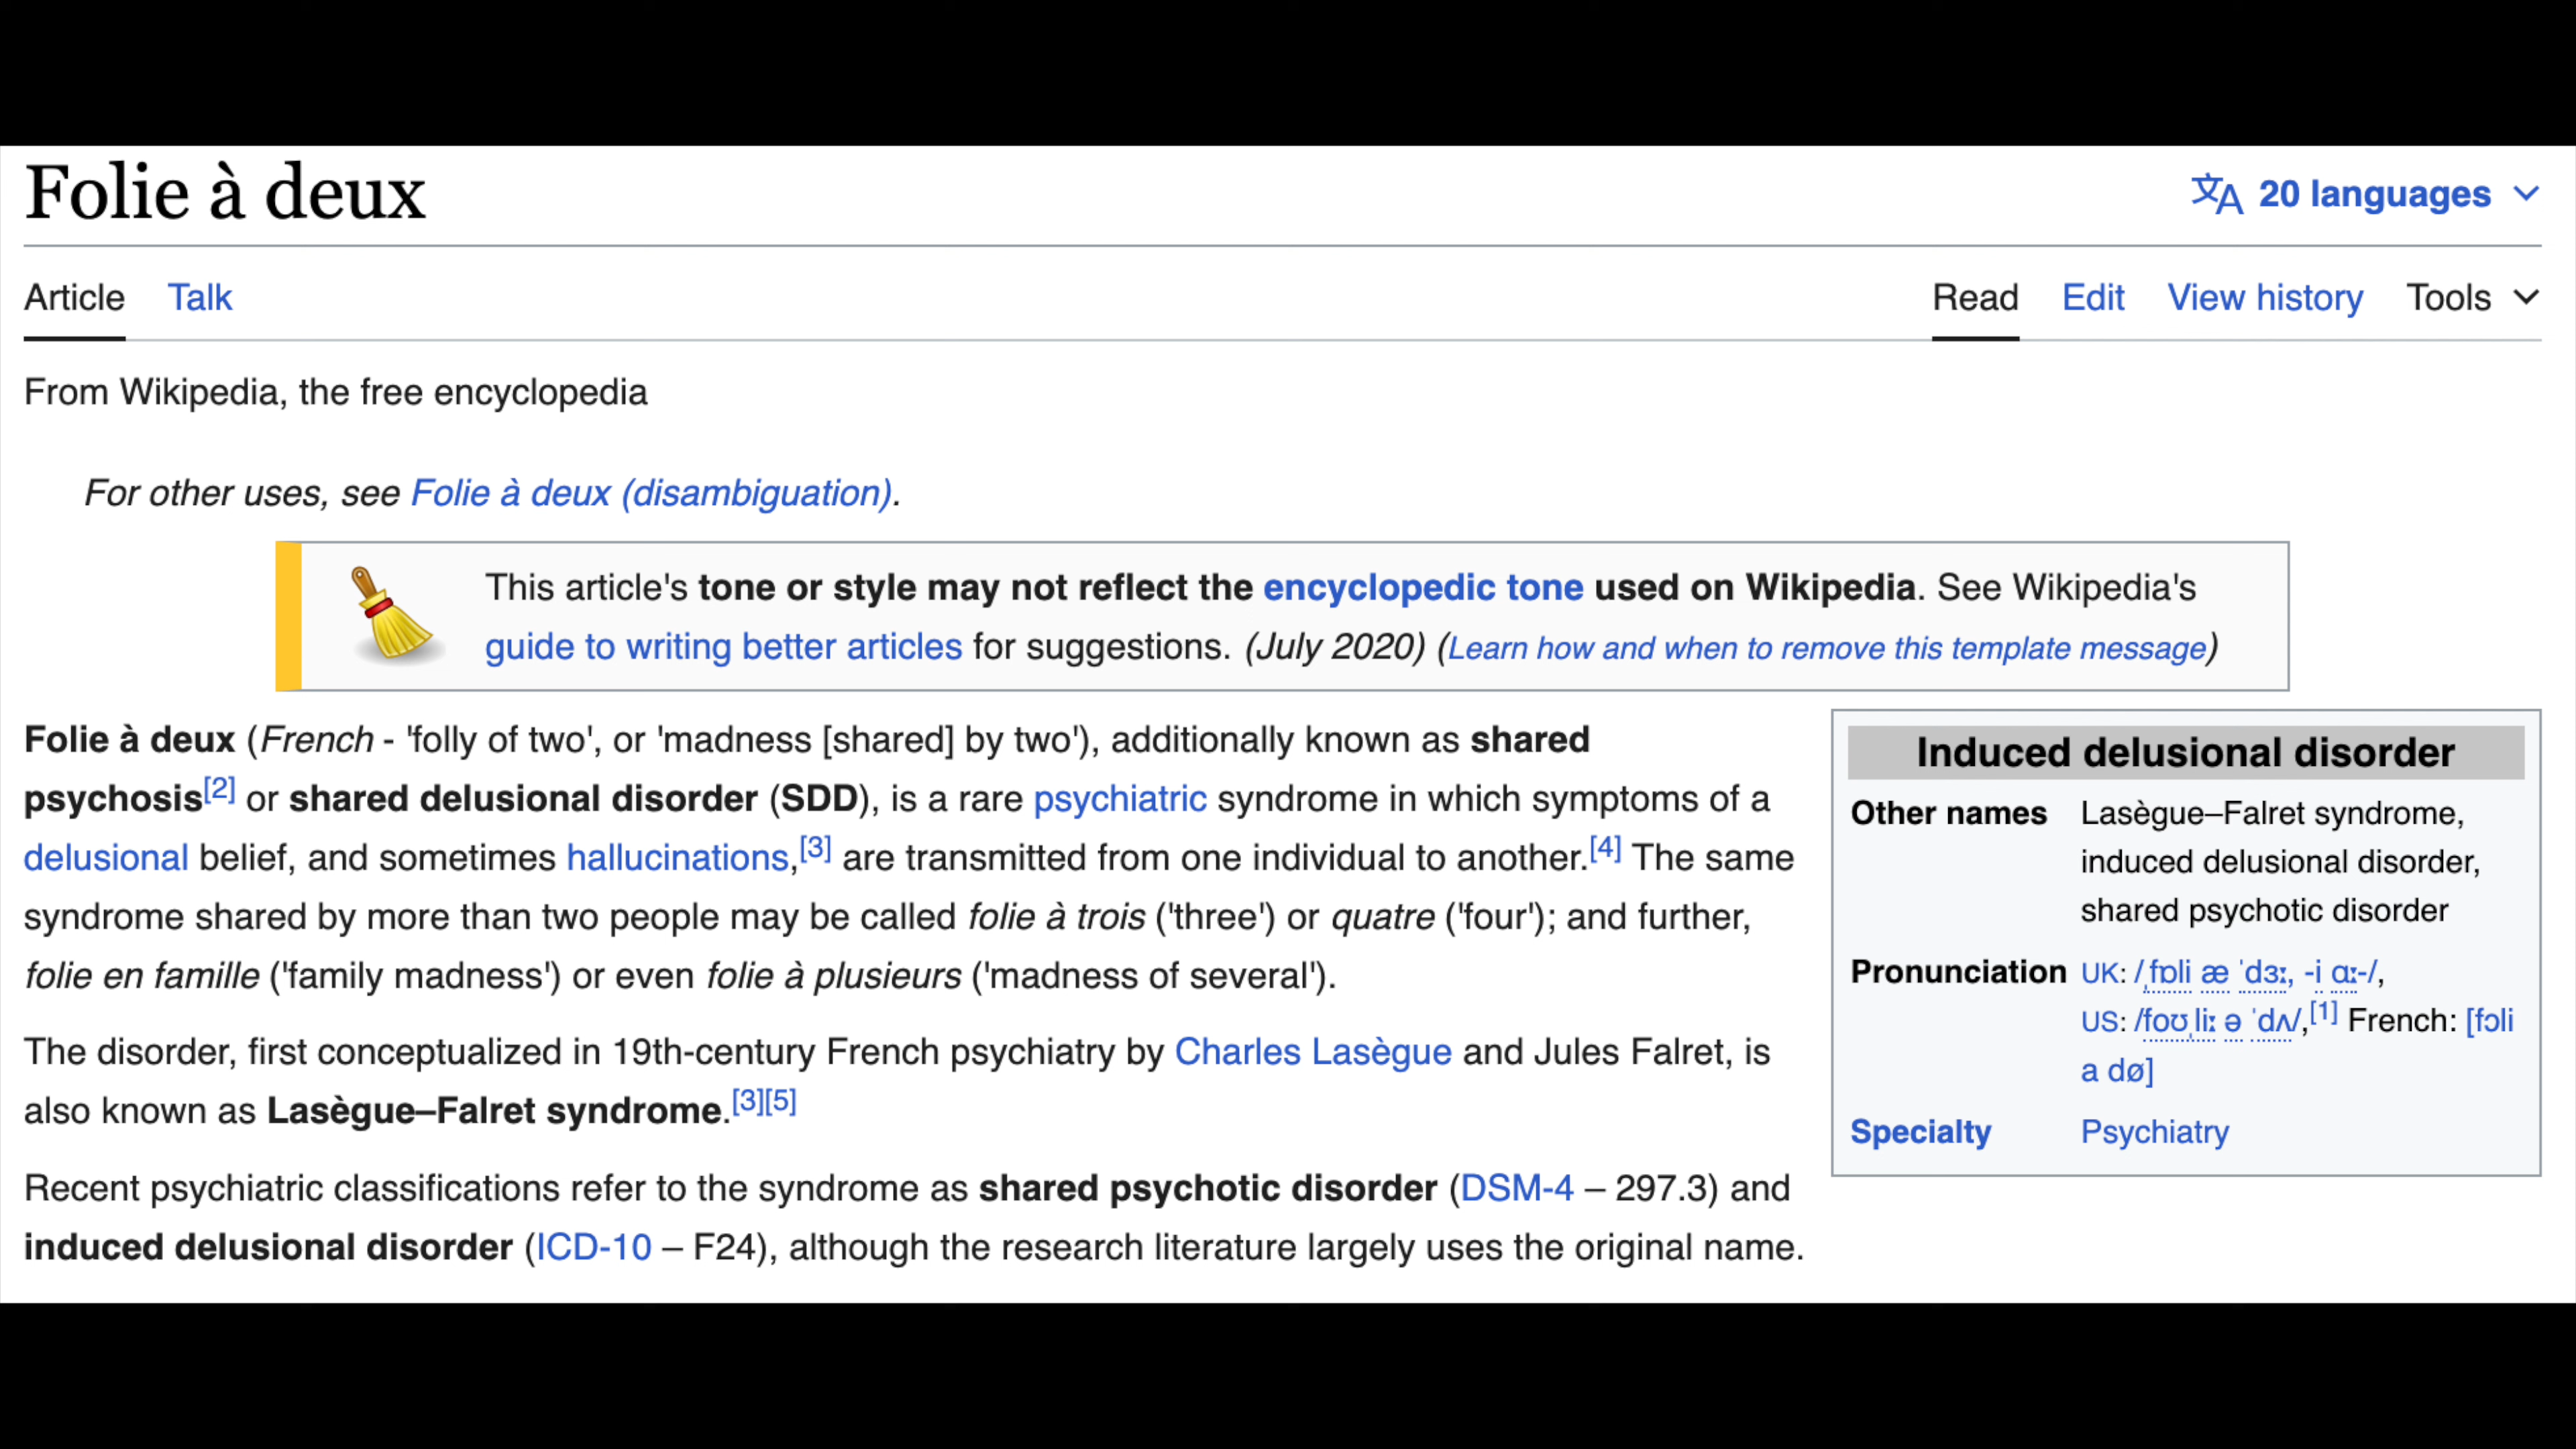 Folie à deux
文A 20 languages
Article Talk Read Edit View history Tools
From Wikipedia, the free encyclopedia
For other uses, see Folie à deux (disambiguation).
This article's tone or style may not reflect the encyclopedic tone used on Wikipedia. See Wikipedia's
guide to writing better articles for suggestions. (July 2020) (Learn how and when to remove this template message)
Folie à deux (French - 'folly of two', or 'madness [shared] by two'), additionally known as shared
psychosis[2] or shared delusional disorder (SDD), is a rare psychiatric syndrome in which symptoms of a
delusional belief, and sometimes hallucinations,[3] are transmitted from one individual to another.[4] The same
syndrome shared by more than two people may be called folie à trois ('three') or quatre ('four'); and further,
folie en famille ('family madness') or even folie à plusieurs ('madness of several').
The disorder, first conceptualized in 19th-century French psychiatry by Charles Lasègue and Jules Falret, is
also known as Lasègue–Falret syndrome.[3][5]
Recent psychiatric classifications refer to the syndrome as shared psychotic disorder (DSM-4 – 297.3) and
induced delusional disorder (ICD-10 – F24), although the research literature largely uses the original name.
Induced delusional disorder
Other names Lasègue–Falret syndrome,
induced delusional disorder,
shared psychotic disorder
Pronunciation UK: /ˌfɒli æ ˈdɜː, -i ɑː-/,
US: /foʊˌliː ə ˈdʌ/,[1] French: [fɔli
a dø]
Specialty Psychiatry